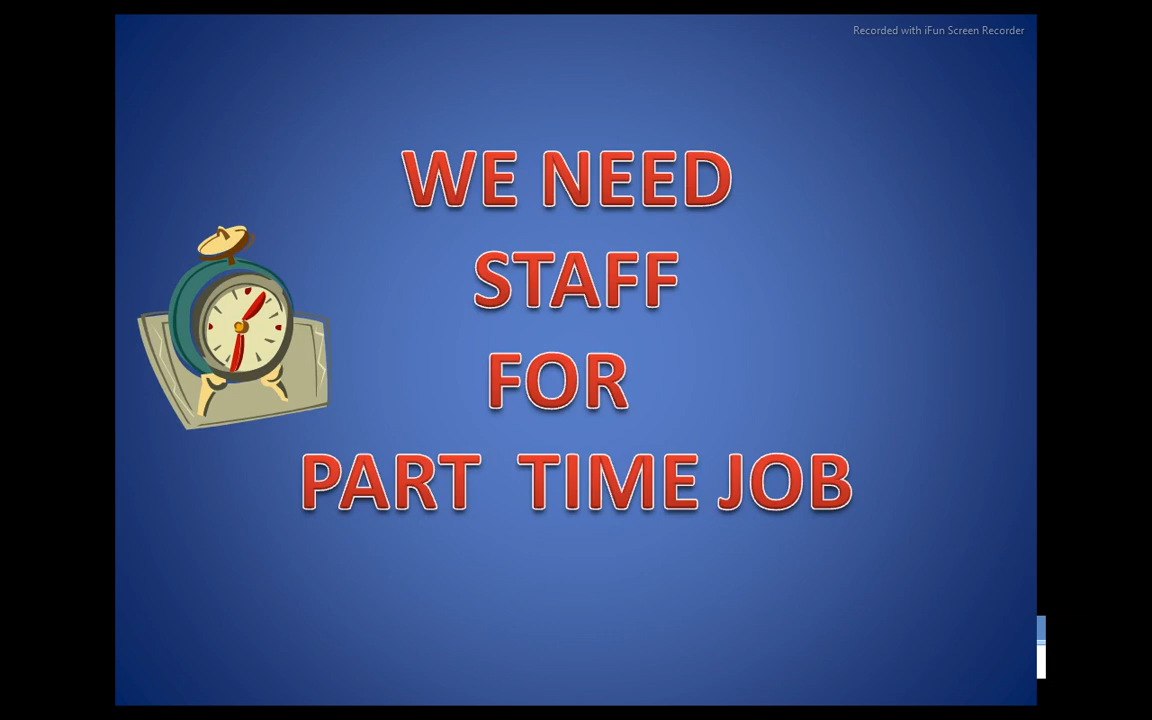 Recorded with iFun Screen Recorder
WE NEED
STAFF
FOR
PART TIME JOB